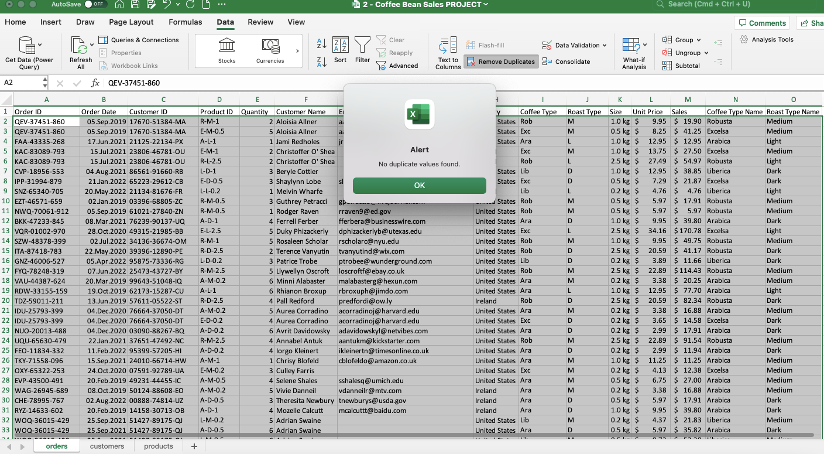 AutoSave OFF 2 - Coffee Bean Sales PROJECT Search (Cmd + Ctrl + U)
Home Insert Draw Page Layout Formulas Data Review View Comments Sha
Get Data (Power Query) Refresh All Queries & Connections Properties Workbook Links Stocks Currencies Sort Filter Clear Reapply Advanced Text to Columns Flash-fill Remove Duplicates Data Validation Consolidate What-if Analysis Group Ungroup Subtotal Analysis Tools
A2 fx QEV-37451-860
A B C D E F H I J K L M N O
1 Order ID Order Date Customer ID Product ID Quantity Customer Name Coffee Type Roast Type Size Unit Price Sales Coffee Type Name Roast Type Name
2 QEV-37451-860 05.Sep.2019 17670-51384-MA R-M-1 2 Aloisia Allner States Rob M 1.0 kg $ 9.95 $ 19.90 Robusta Medium
3 QEV-37451-860 05.Sep.2019 17670-51384-MA E-M-0.5 5 Aloisia Allner States Exc M 0.5 kg $ 8.25 $ 41.25 Excelsa Medium
4 FAA-43335-268 17.Jun.2021 21125-22134-PX A-L-1 1 Jami Redholes States Ara L 1.0 kg $ 12.95 $ 12.95 Arabica Light
5 KAC-83089-793 15.Jul.2021 23806-46781-OU E-M-1 2 Christoffer O' Shea Exc M 1.0 kg $ 13.75 $ 27.50 Excelsa Medium
6 KAC-83089-793 15.Jul.2021 23806-46781-OU R-L-2.5 2 Christoffer O' Shea Rob L 2.5 kg $ 27.49 $ 54.97 Robusta Light
7 CVP-18956-553 04.Aug.2021 86561-91660-RB L-D-1 3 Beryle Cottier States Lib D 1.0 kg $ 12.95 $ 38.85 Liberica Dark
8 IPP-31994-879 21.Jan.2022 65223-29612-CB E-D-0.5 3 Shaylynn Lobe States Exc D 0.5 kg $ 7.29 $ 21.87 Excelsa Dark
9 SNZ-65340-705 20.May.2022 21134-81676-FR L-L-0.2 1 Melvin Wharfe Lib L 0.2 kg $ 4.76 $ 4.76 Liberica Light
10 EZT-46571-659 02.Jan.2019 03396-68805-ZC R-M-0.5 3 Guthrey Petracci United States Rob M 0.5 kg $ 5.97 $ 17.91 Robusta Medium
11 NWQ-70061-912 05.Sep.2019 61021-27840-ZN R-M-0.5 1 Rodger Raven rraven9@ed.gov United States Rob M 0.5 kg $ 5.97 $ 5.97 Robusta Medium
12 BKK-47233-845 08.Mar.2021 76239-90137-UQ A-D-1 4 Ferrell Ferber fferbera@businesswire.com United States Ara D 1.0 kg $ 9.95 $ 39.80 Arabica Dark
13 VQR-01002-970 28.Oct.2020 49315-21985-BB E-L-2.5 5 Duky Phizackerly dphizackerlyb@utexas.edu United States Exc L 2.5 kg $ 34.16 $170.78 Excelsa Light
14 SZW-48378-399 02.Jul.2022 34136-36674-OM R-M-1 5 Rosaleen Scholar rscholarc@nyu.edu United States Rob M 1.0 kg $ 9.95 $ 49.75 Robusta Medium
15 ITA-87418-783 22.May.2020 39396-12890-PE R-D-2.5 2 Terence Vanyutin tvanyutind@wix.com United States Rob D 2.5 kg $ 20.59 $ 41.17 Robusta Dark
16 GNZ-46006-527 05.Apr.2022 95875-73336-RG L-D-0.2 3 Patrice Trobe ptrobee@wunderground.com United States Lib D 0.2 kg $ 3.89 $ 11.66 Liberica Dark
17 FYQ-78248-319 07.Jun.2022 25473-43727-BY R-M-2.5 5 Llywellyn Oscroft loscroftf@ebay.co.uk United States Rob M 2.5 kg $ 22.89 $114.43 Robusta Medium
18 VAU-44387-624 20.Mar.2019 99643-51048-IQ A-M-0.2 6 Minni Alabaster malabasterg@hexun.com United States Ara M 0.2 kg $ 3.38 $ 20.25 Arabica Medium
19 RDW-33155-159 19.Oct.2019 62173-15287-CU A-L-1 6 Rhianon Broxup rbroxuph@jimdo.com United States Ara L 1.0 kg $ 12.95 $ 77.70 Arabica Light
20 TDZ-59011-211 13.Jun.2019 57611-05522-ST R-D-2.5 4 Pall Redford predfordi@ow.ly Ireland Rob D 2.5 kg $ 20.59 $ 82.34 Robusta Dark
21 IDU-25793-399 04.Dec.2020 76664-37050-DT A-M-0.2 5 Aurea Corradino acorradinoj@harvard.edu United States Ara M 0.2 kg $ 3.38 $ 16.88 Arabica Medium
22 IDU-25793-399 04.Dec.2020 76664-37050-DT E-D-0.2 4 Aurea Corradino acorradinoj@harvard.edu United States Exc D 0.2 kg $ 3.65 $ 14.58 Excelsa Dark
23 NUO-20013-488 04.Dec.2020 03090-88267-BQ A-D-0.2 6 Avrit Davidowsky adavidowskyl@netvibes.com United States Ara D 0.2 kg $ 2.99 $ 17.91 Arabica Dark
24 UQU-65630-479 22.Jan.2021 37651-47492-NC R-M-2.5 4 Annabel Antuk aantukm@kickstarter.com United States Rob M 2.5 kg $ 22.89 $ 91.54 Robusta Medium
25 FEO-11834-332 11.Feb.2022 95399-57205-HI A-D-0.2 4 Iorgo Kleinert ikleinertn@timesonline.co.uk United States Ara D 0.2 kg $ 2.99 $ 11.94 Arabica Dark
26 TKY-71558-096 15.Sep.2021 24010-66714-HW A-M-1 1 Chrisy Blofeld cblofeldo@amazon.co.uk United States Ara M 1.0 kg $ 11.25 $ 11.25 Arabica Medium
27 OXY-65322-253 24.Oct.2020 07591-92789-UA E-M-0.2 3 Culley Farris United States Exc M 0.2 kg $ 4.13 $ 12.38 Excelsa Medium
28 EVP-43500-491 20.Feb.2019 49231-44455-IC A-M-0.5 4 Selene Shales sshalesq@umich.edu United States Ara M 0.5 kg $ 6.75 $ 27.00 Arabica Medium
29 WAG-26945-689 08.Oct.2019 50124-88608-EO A-M-0.2 5 Vivie Danneil vdanneilr@mtv.com Ireland Ara M 0.2 kg $ 3.38 $ 16.88 Arabica Medium
30 CHE-78995-767 02.Aug.2022 00888-74814-UZ A-D-0.5 3 Theresita Newbury tnewburys@usda.gov Ireland Ara D 0.5 kg $ 5.97 $ 17.91 Arabica Dark
31 RYZ-14633-602 20.Feb.2019 14158-30713-OB A-D-1 4 Mozelle Calcutt mcalcuttt@baidu.com Ireland Ara D 1.0 kg $ 9.95 $ 39.80 Arabica Dark
32 WOQ-36015-429 25.Sep.2021 51427-89175-QJ L-M-0.2 5 Adrian Swaine United States Lib M 0.2 kg $ 4.37 $ 21.83 Liberica Medium
33 WOQ-36015-429 25.Sep.2021 51427-89175-QJ A-D-0.5 6 Adrian Swaine United States Ara D 0.5 kg $ 5.97 $ 35.82 Arabica Dark
Alert
No duplicate values found.
OK
orders customers products +